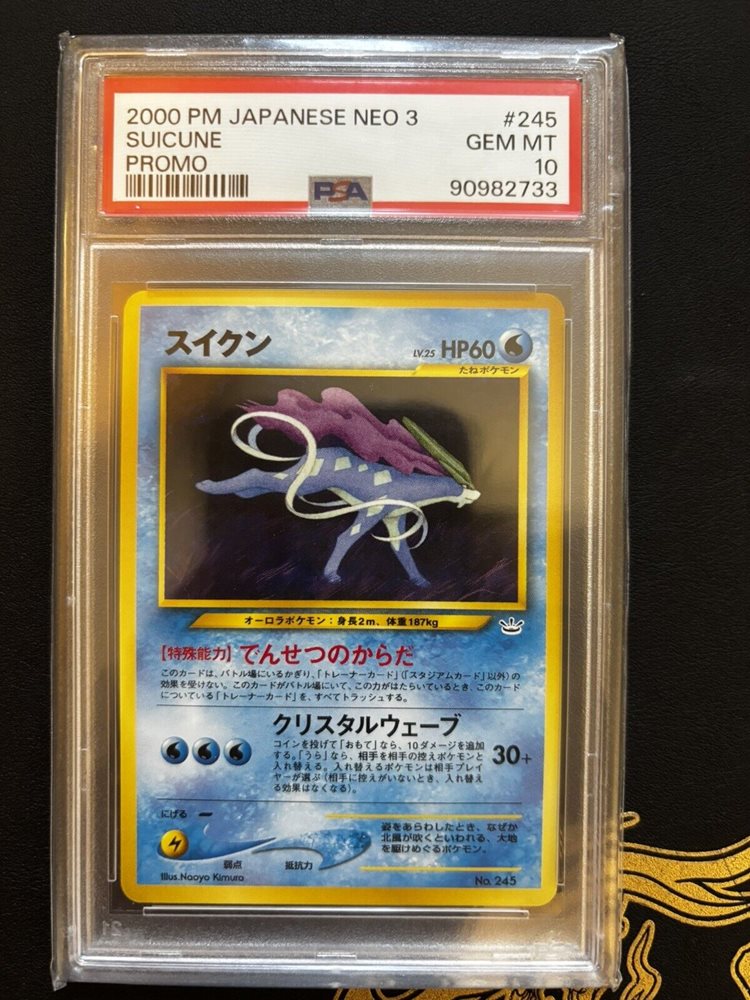 2000 PM JAPANESE NEO 3 #245
SUICUNE GEM MT
PROMO 10
PSA 90982733
スイクン LV.25 HP60
たねポケモン
オーロラポケモン：身長2m、体重187kg
【特殊能力】でんせつのからだ
このカードは、バトル場にいるかぎり、「トレーナーカード」(「スタジアムカード」以外)の
効果を受けない。このカードがバトル場にいて、この力がはたらいているとき、このカード
についている「トレーナーカード」を、すべてトラッシュする。
クリスタルウェーブ
コインを投げて「おもて」なら、10ダメージを追加
する。「うら」なら、相手を相手の控えポケモンと
入れ替える。入れ替えるポケモンは相手プレイ
ヤーが選ぶ(相手に控えがいないとき、入れ替え
る効果はなくなる)。
30+
にげる
弱点 抵抗力
姿をあらわしたとき、なぜか
北風が吹くといわれる、大地
を駆けめぐるポケモン。
Illus.Naoyo Kimura No. 245